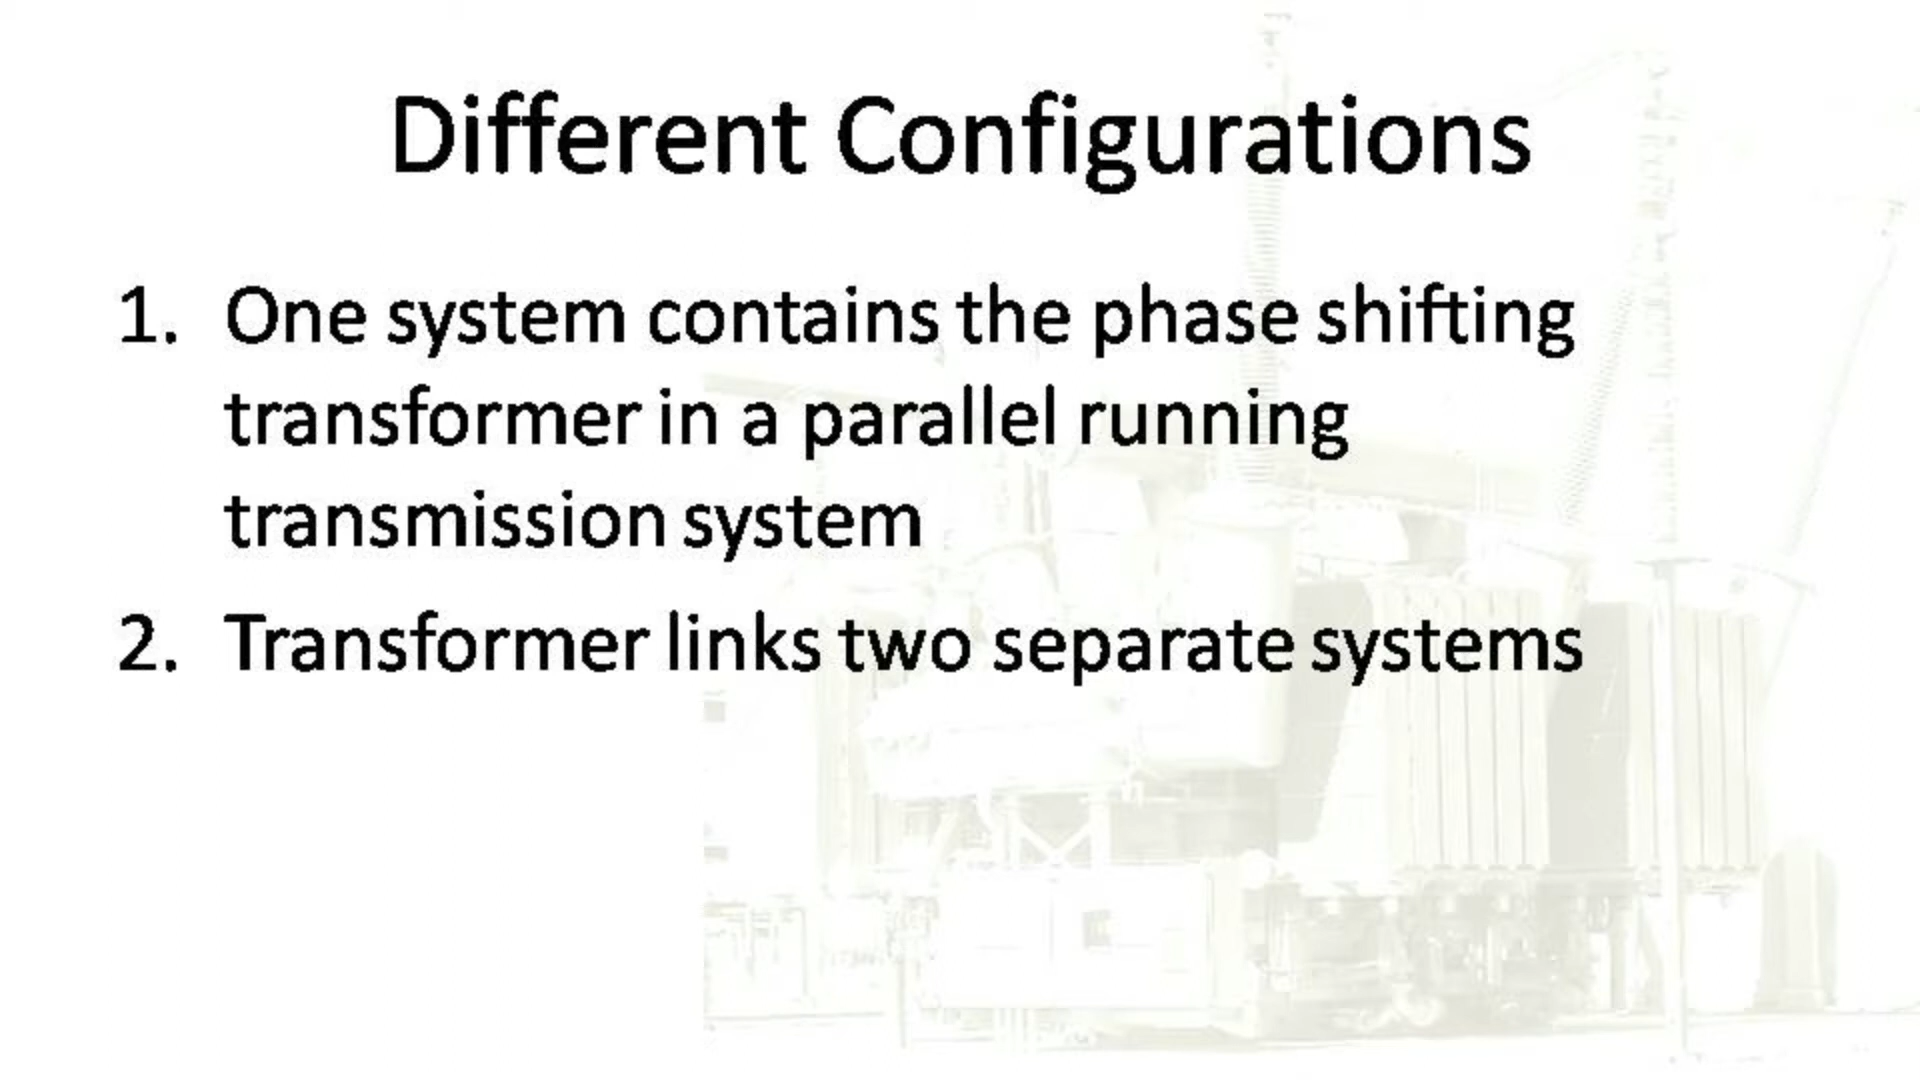 Different Configurations
1. One system contains the phase shifting
transformer in a parallel running
transmission system
2. Transformer links two separate systems